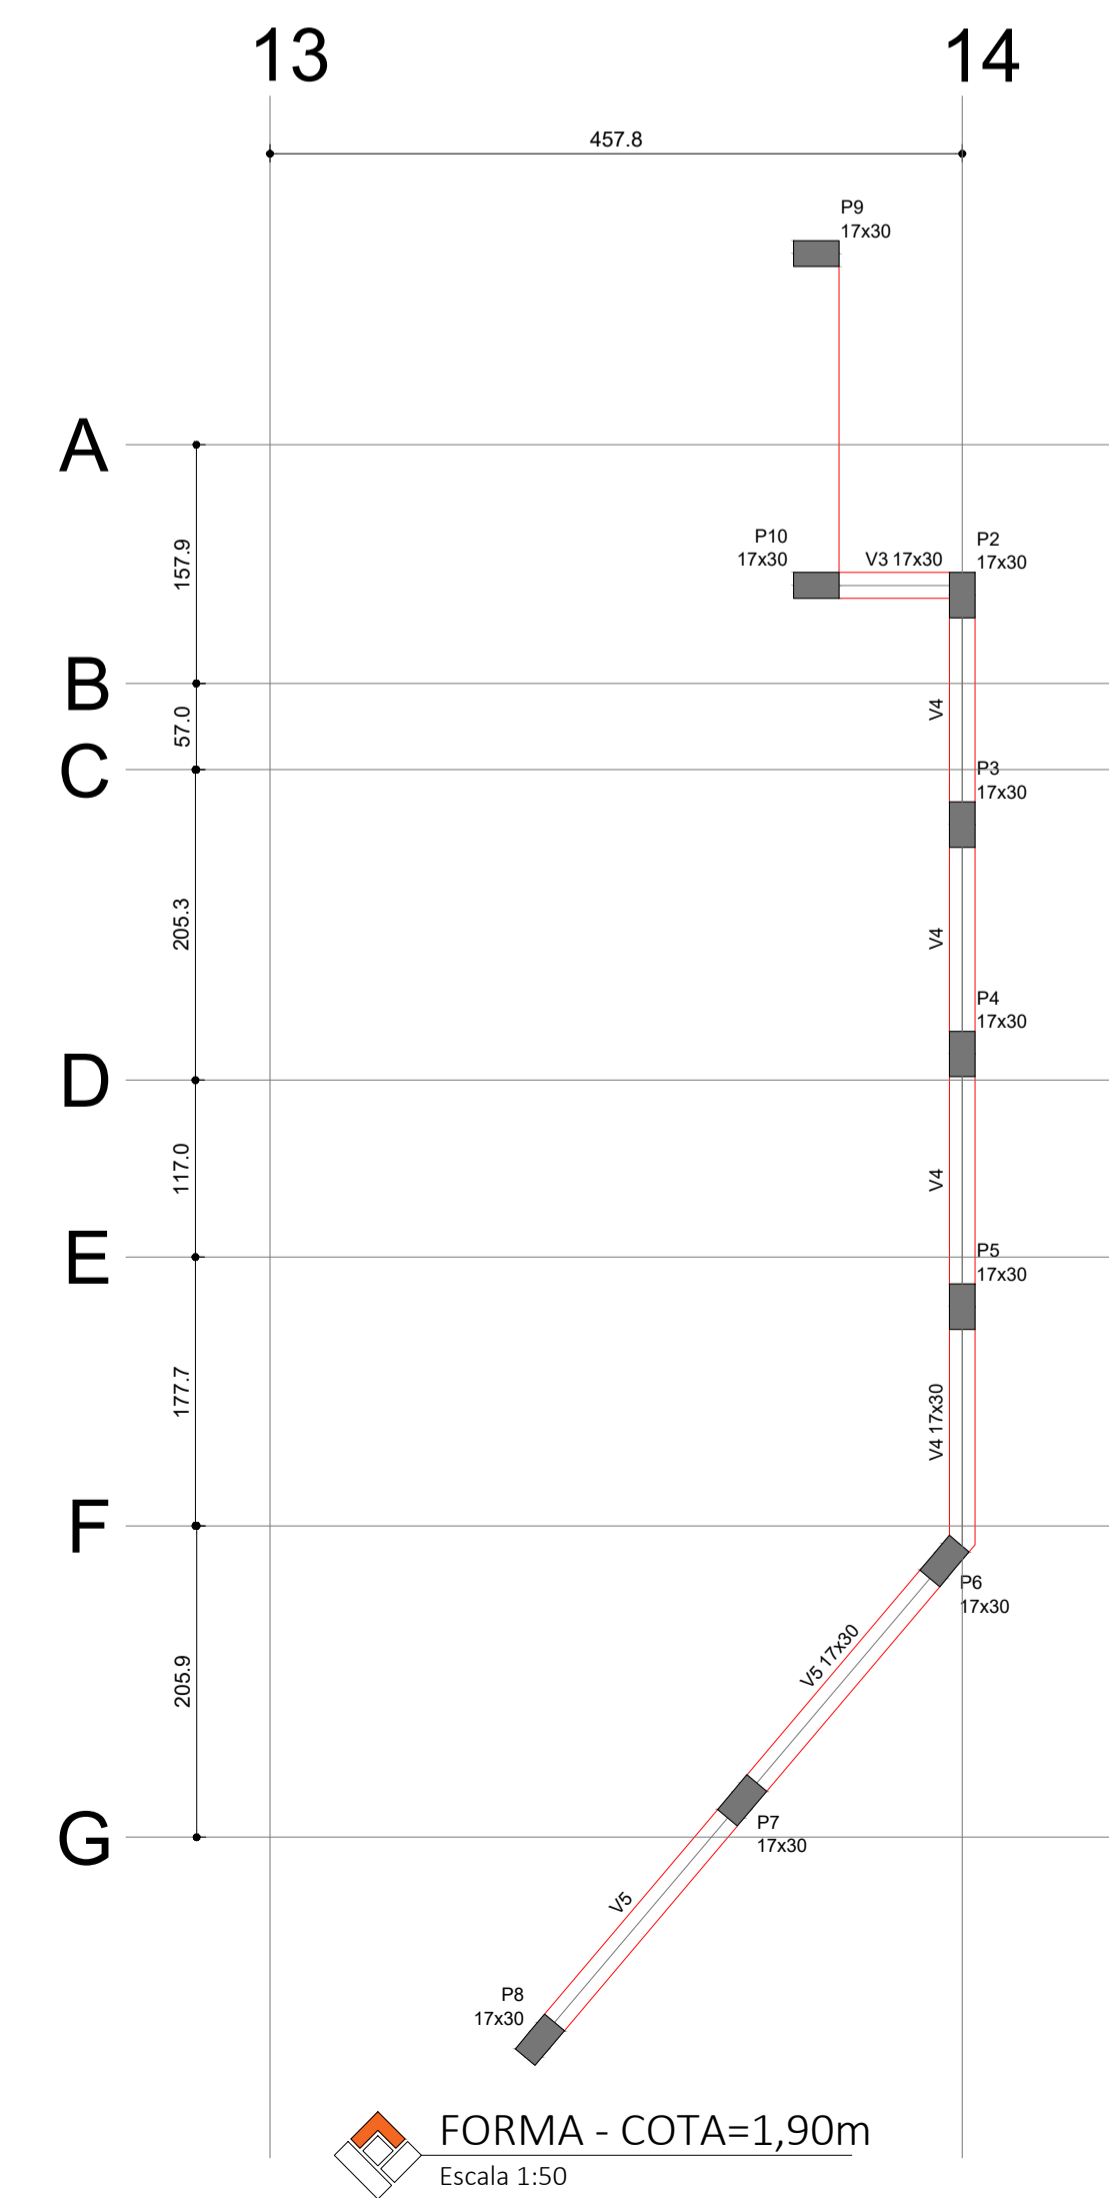 13
14
457.8
P9
17x30
A
157.9
P10
17x30
V3 17x30
P2
17x30
B
V4
57.0
C
P3
17x30
205.3
V4
P4
17x30
D
117.0
V4
E
P5
17x30
177.7
V4 17x30
F
P6
17x30
V5 17x30
205.9
P7
17x30
G
V5
P8
17x30
FORMA - COTA=1,90m
Escala 1:50